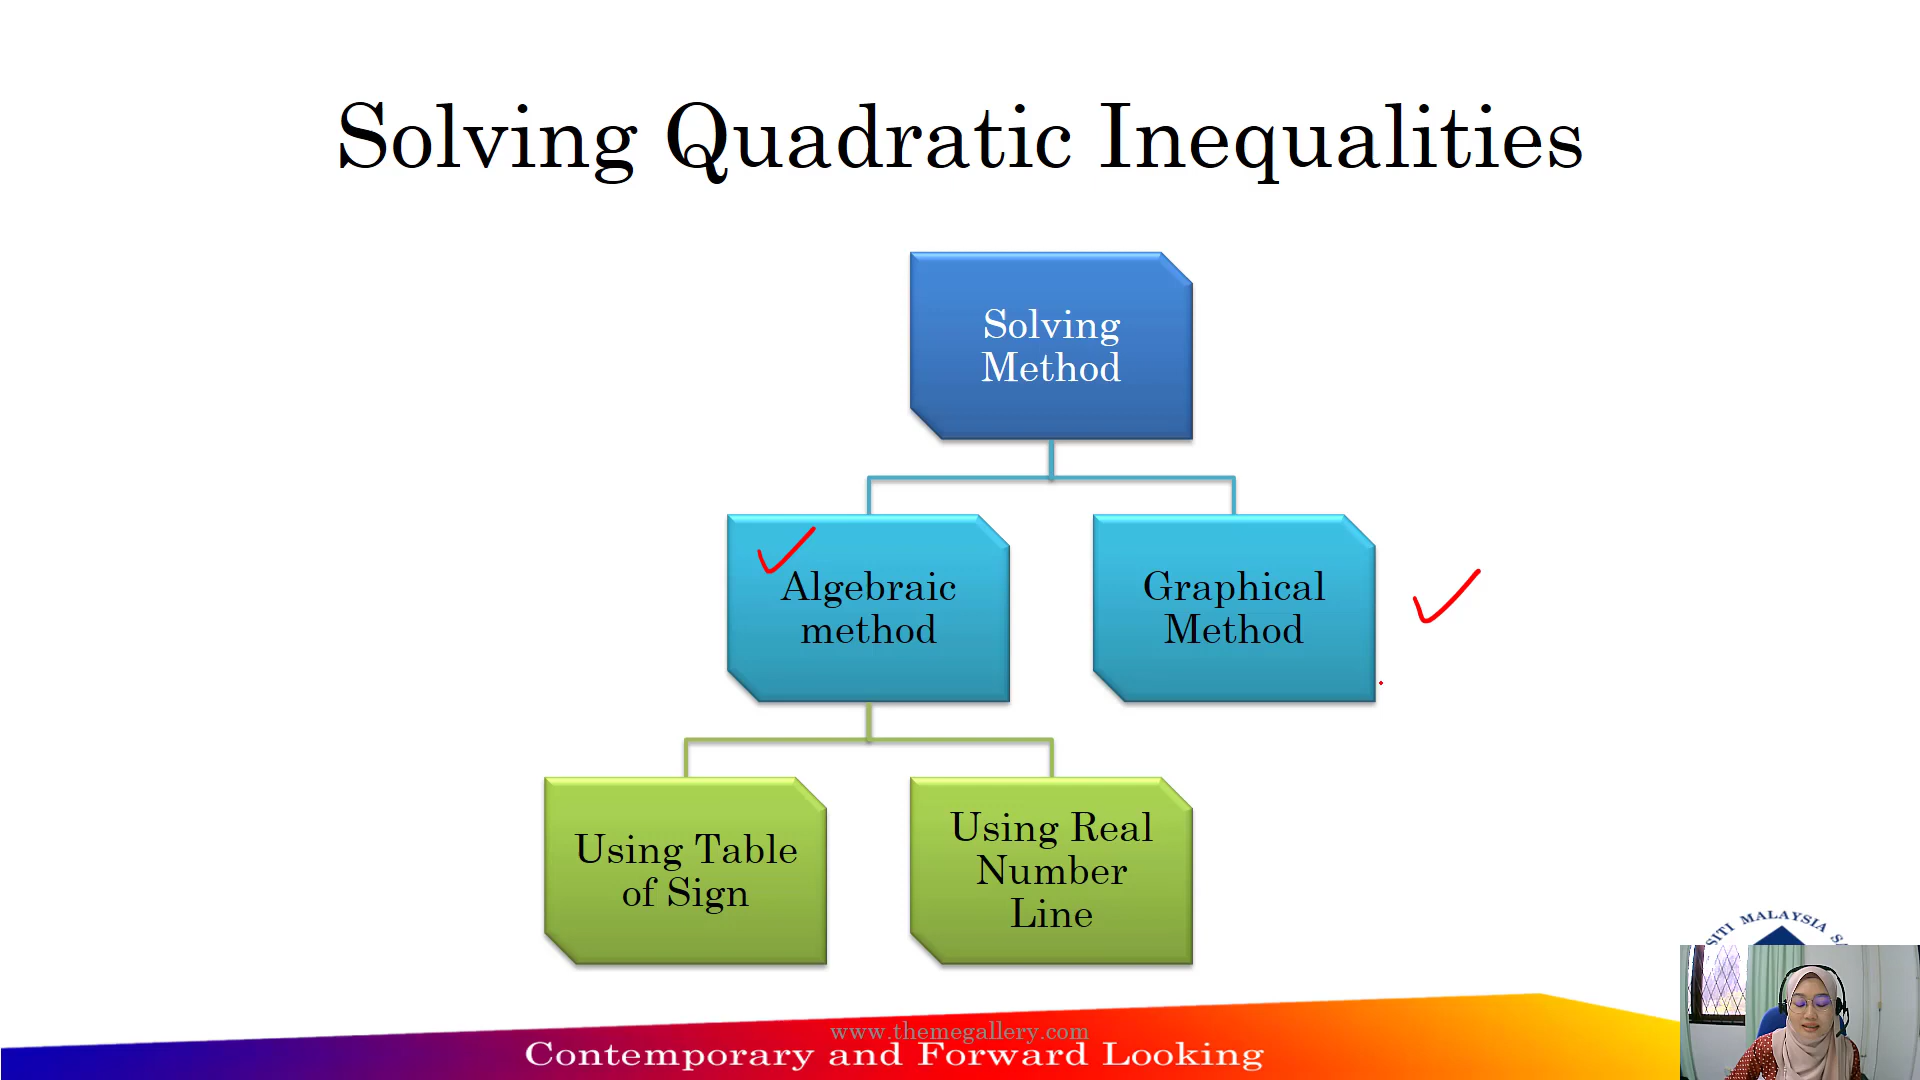 Solving Quadratic Inequalities
Solving
Method
Algebraic
method
Graphical
Method
Using Table
of Sign
Using Real
Number
Line
MALAYSIA
www.themegallery.com
Contemporary and Forward Looking